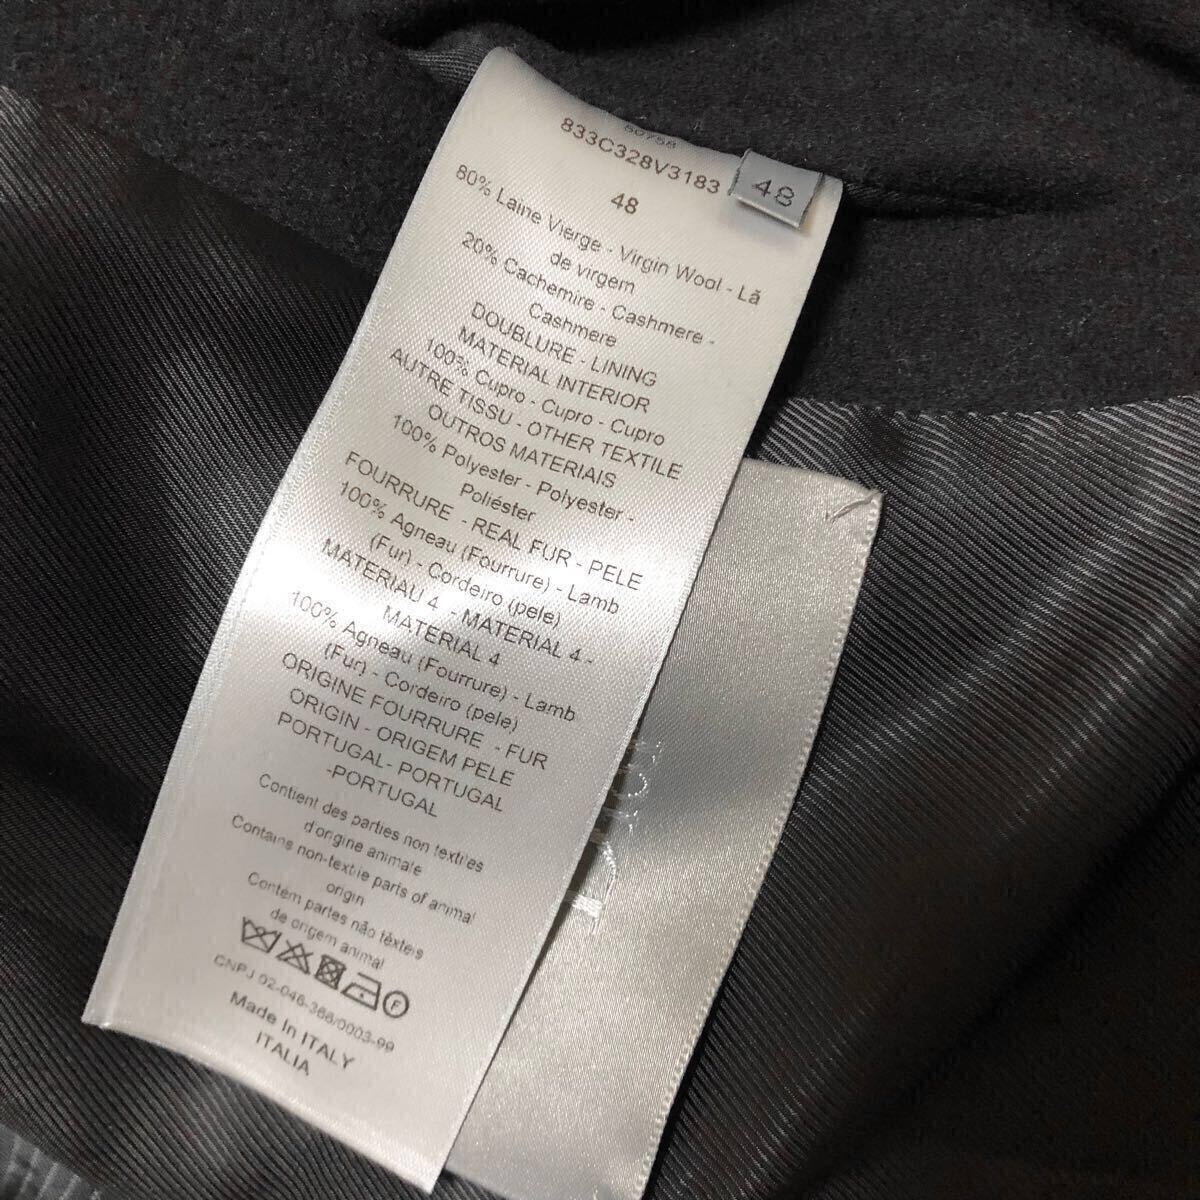 60758
833C328V3183
48
48
80% Laine Vierge - Virgin Wool - Lã
de virgem
20% Cachemire - Cashmere -
Cashmere
DOUBLURE - LINING
MATERIAL INTERIOR
100% Cupro - Cupro - Cupro
AUTRE TISSU - OTHER TEXTILE
OUTROS MATERIAIS
100% Polyester - Polyester -
Poliéster
FOURRURE - REAL FUR - PELE
100% Agneau (Fourrure) - Lamb
(Fur) - Cordeiro (pele)
MATERIAU 4 - MATERIAL 4 -
MATERIAL 4
100% Agneau (Fourrure) - Lamb
(Fur) - Cordeiro (pele)
ORIGINE FOURRURE - FUR
ORIGIN - ORIGEM PELE
PORTUGAL- PORTUGAL
-PORTUGAL
Contient des parties non textiles
d'origine animale
Contains non-textile parts of animal
origin
Contém partes não têxteis
de origem animal
F
CNPJ 02-046-366/0003-99
Made In ITALY
ITALIA